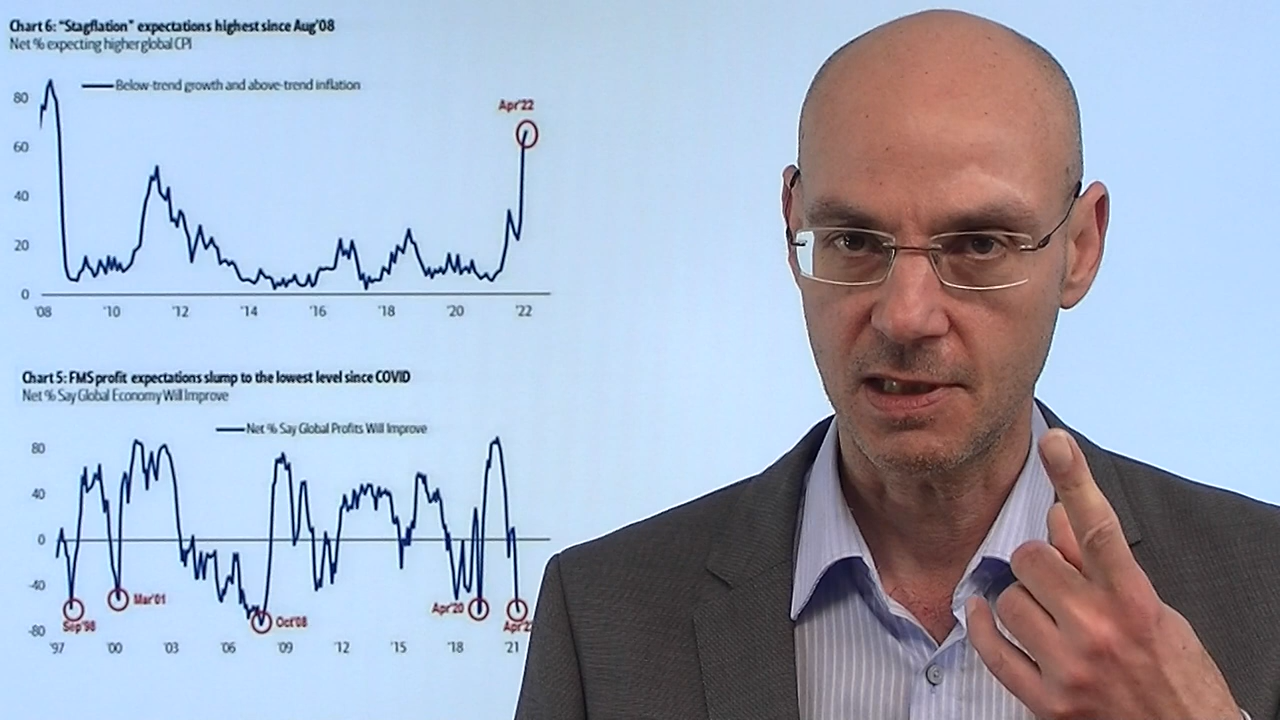 Chart 6: “Stagflation” expectations highest since Aug’08
Net % expecting higher global CPI
Below-trend growth and above-trend inflation
Apr'22
80
60
40
20
0
'08 '10 '12 '14 '16 '18 '20 '22
Chart 5: FMS profit expectations slump to the lowest level since COVID
Net % Say Global Economy Will Improve
Net % Say Global Profits Will Improve
80
40
0
-40
-80
Sep'98
Mar'01
Oct'08
Apr'20
Apr'2
'97 '00 '03 '06 '09 '12 '15 '18 '21